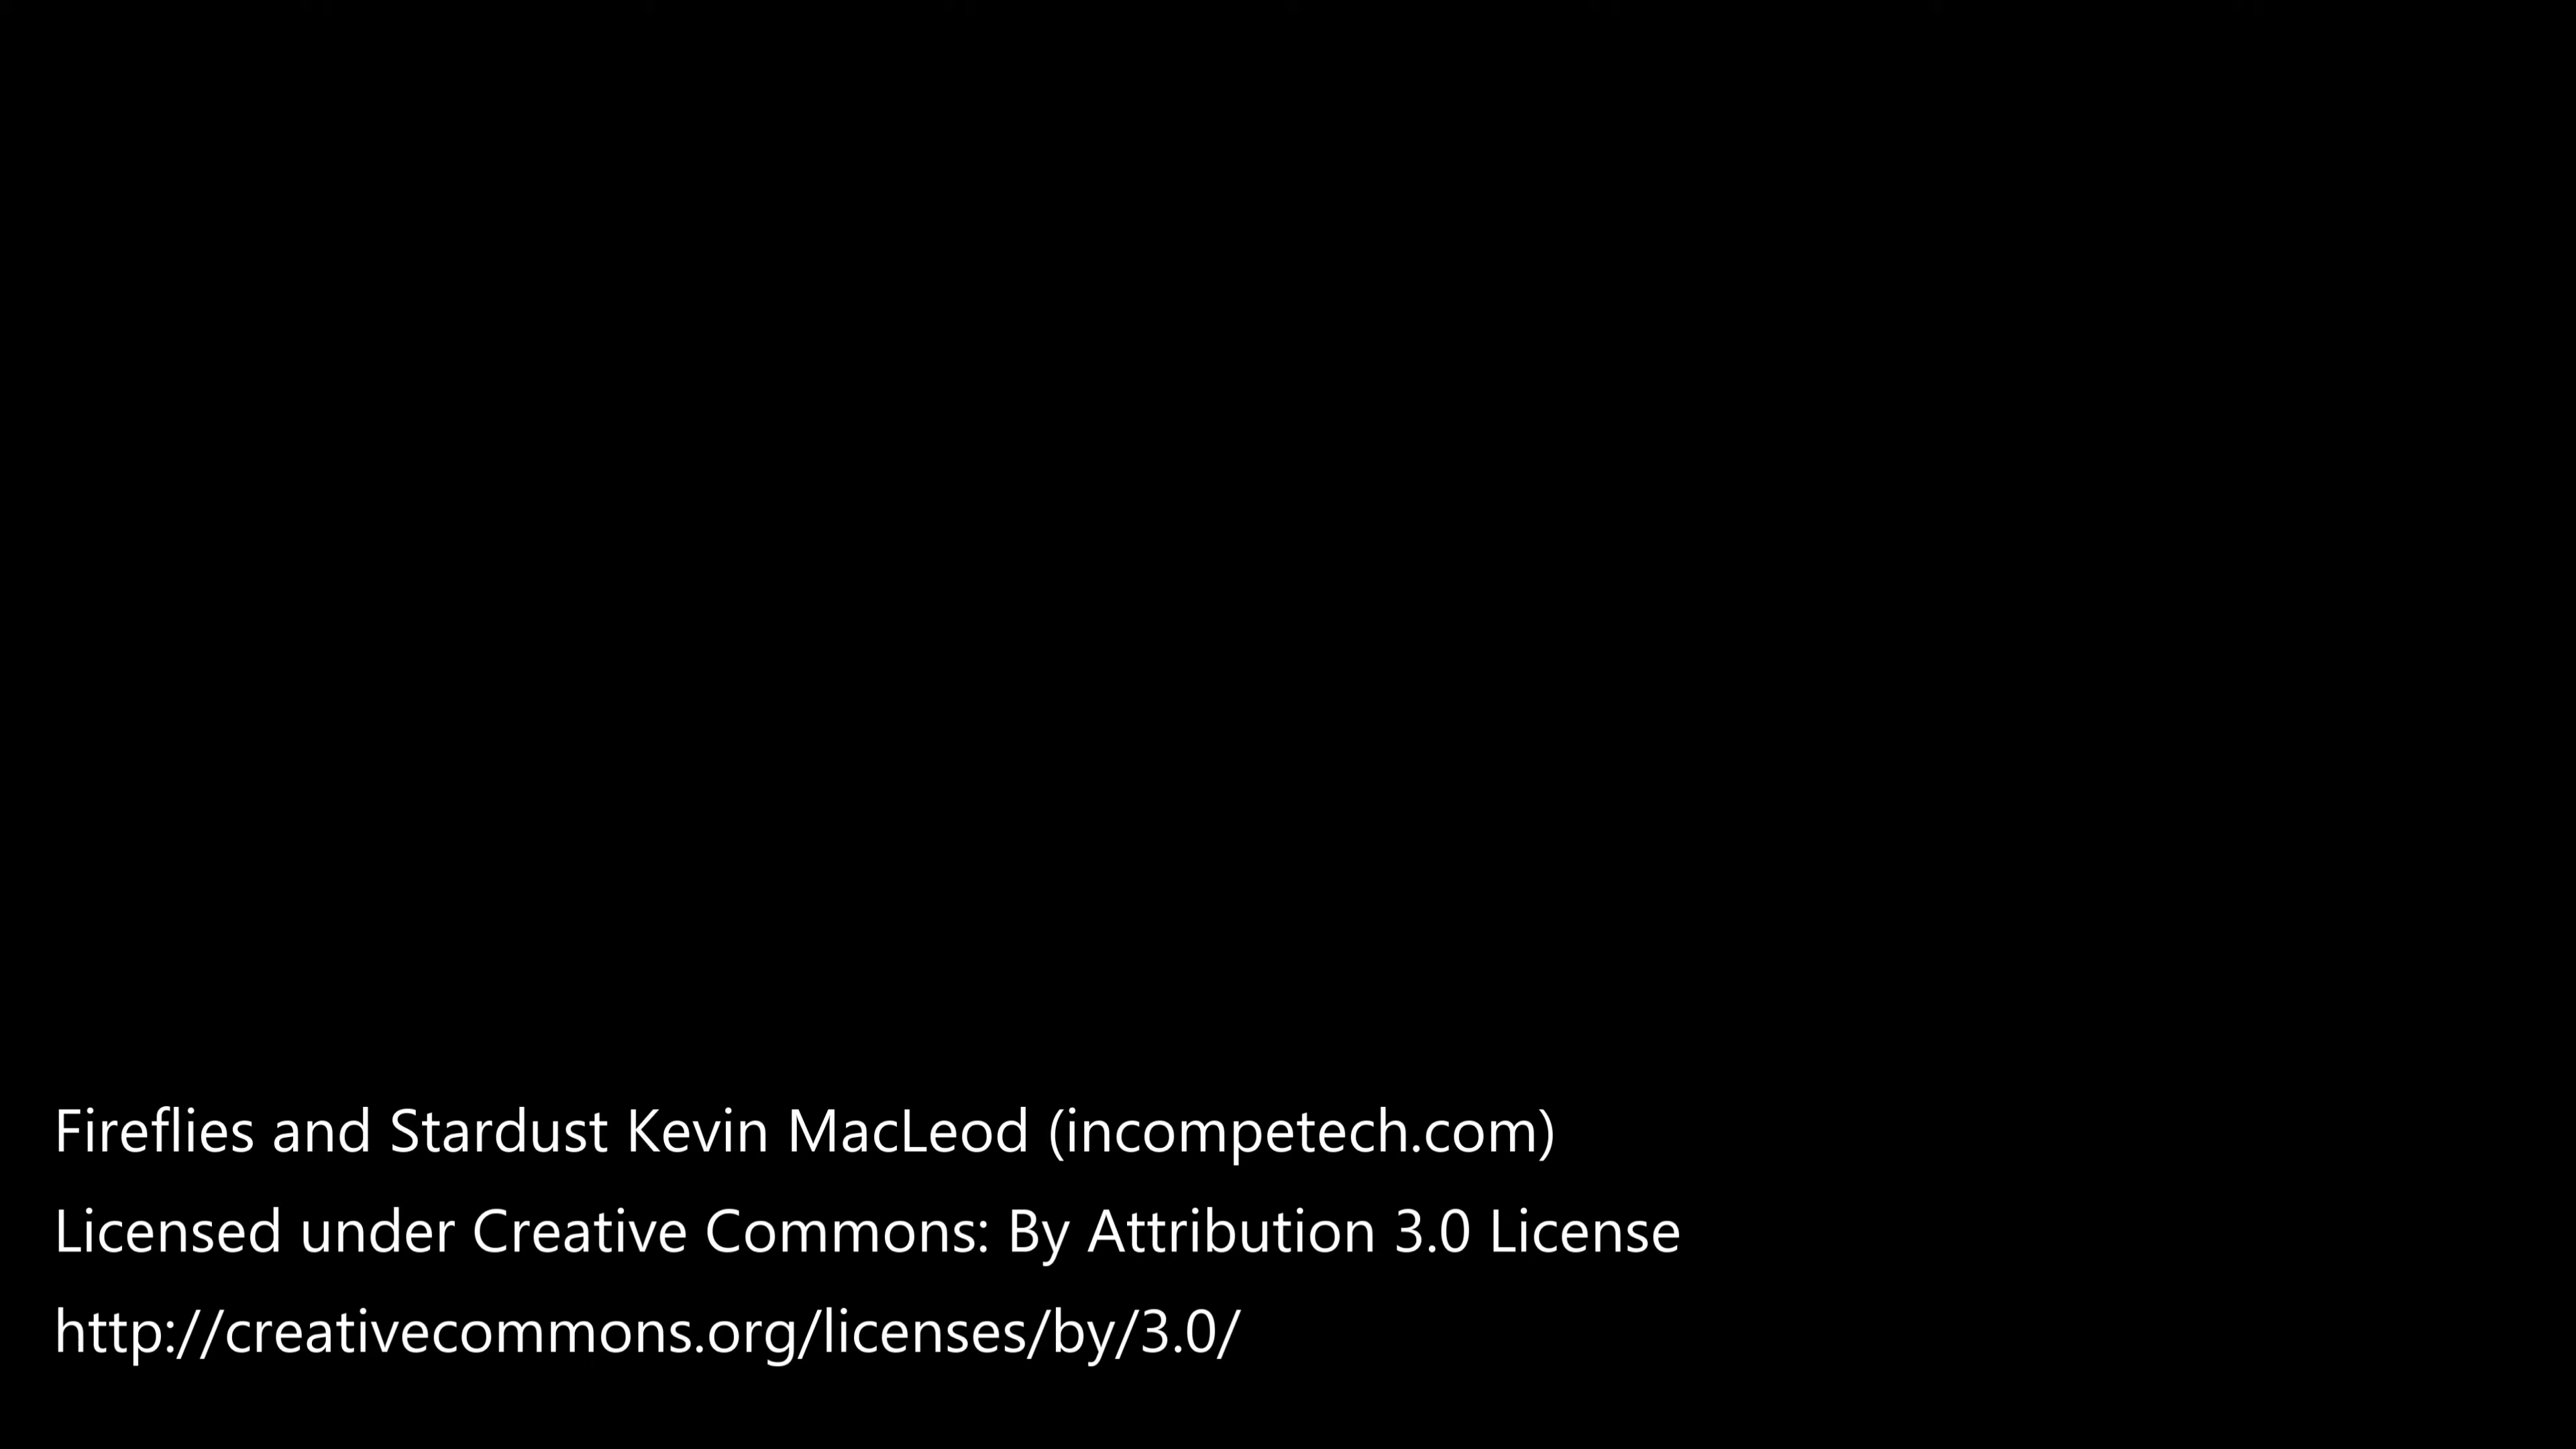 Fireflies and Stardust Kevin MacLeod (incompetech.com)
Licensed under Creative Commons: By Attribution 3.0 License
http://creativecommons.org/licenses/by/3.0/